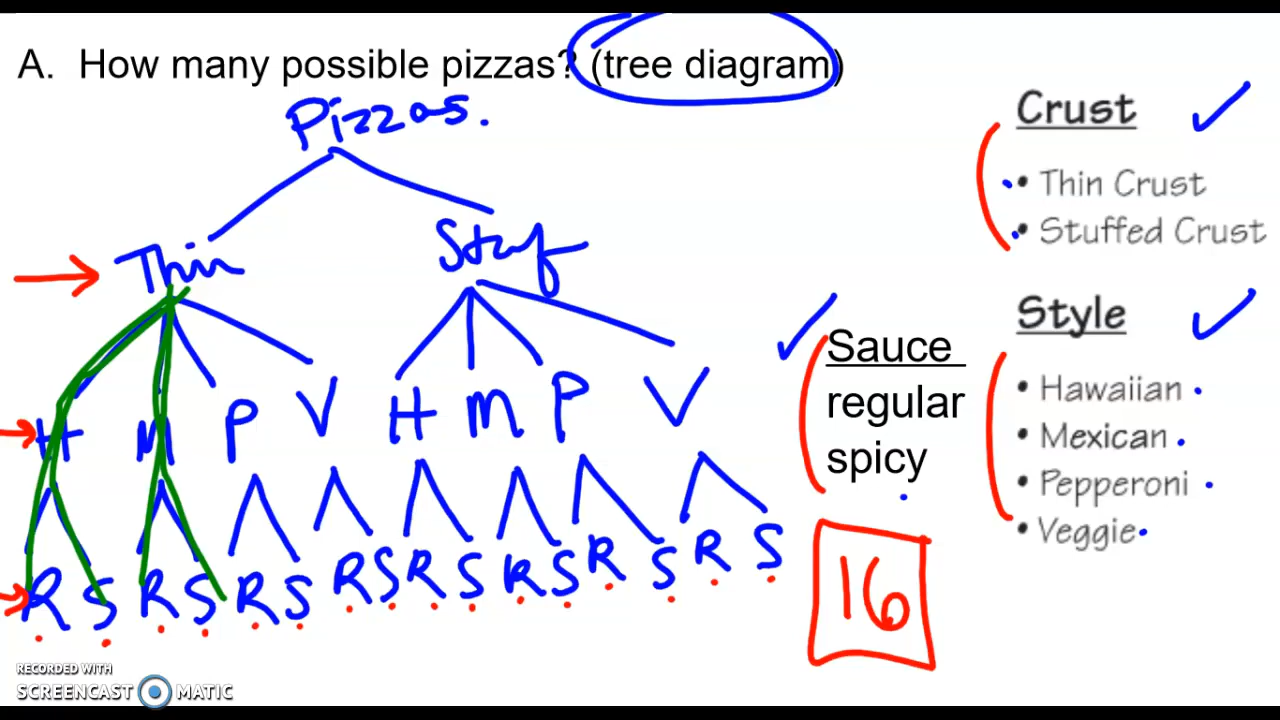 A. How many possible pizzas? (tree diagram)
Pizzas.
Thin Stuf
H M P V H M P V
R S R S R S R S R S R S R S R S
Sauce
regular
spicy
16
Crust
• Thin Crust
• Stuffed Crust
Style
• Hawaiian
• Mexican
• Pepperoni
• Veggie
RECORDED WITH
SCREENCAST MATIC